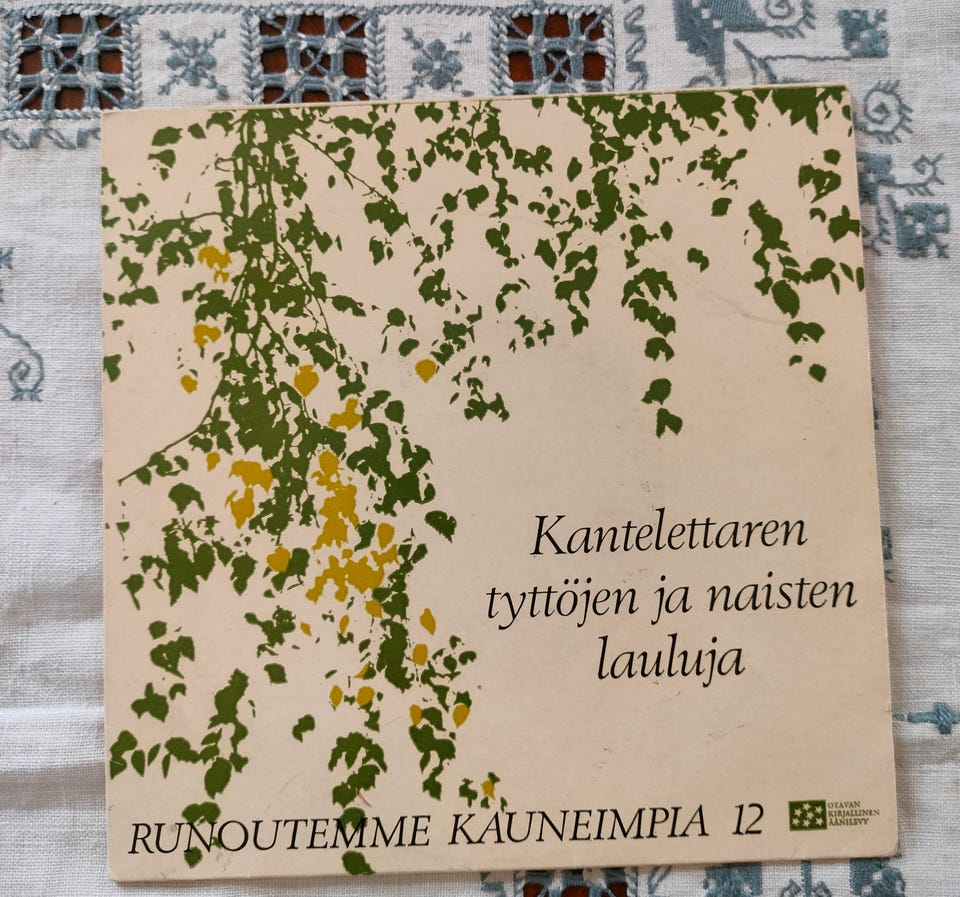 Kantelettaren
tyttöjen ja naisten
lauluja
RUNOUTEMME KAUNEIMPIA 12
OTAVAN
KIRJALLINEN
ÄÄNILEVY